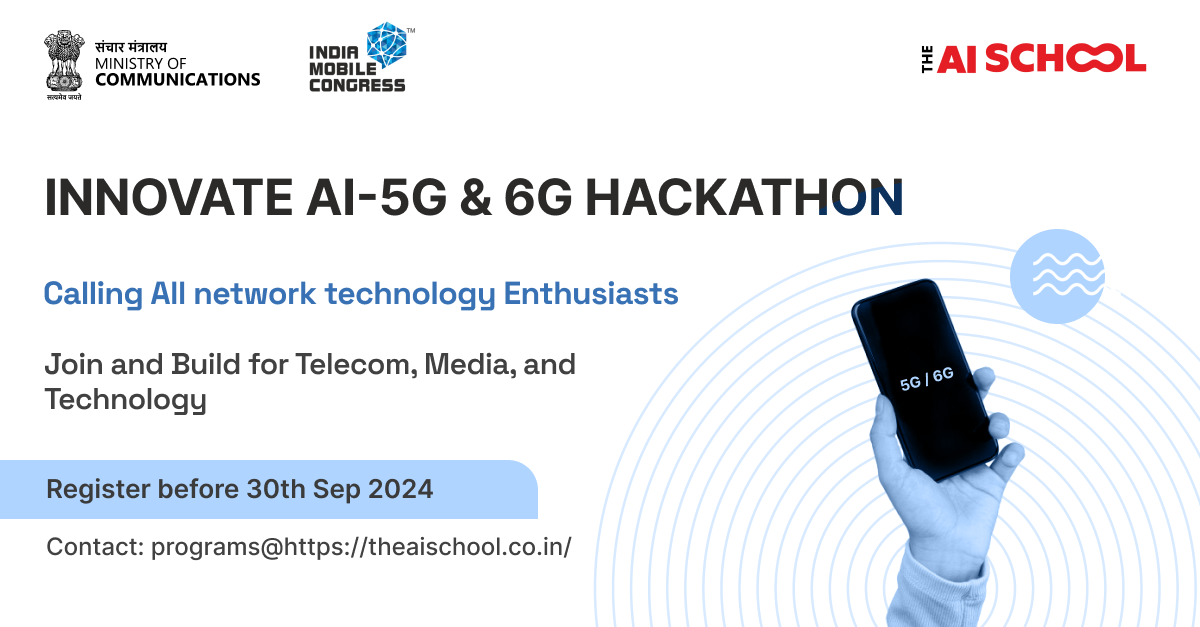 संचार मंत्रालय
MINISTRY OF
COMMUNICATIONS
सत्यमेव जयते
INDIA
MOBILE
CONGRESS
TM
THE AI SCHOOL
INNOVATE AI-5G & 6G HACKATHON
Calling All network technology Enthusiasts
Join and Build for Telecom, Media, and
Technology
5G / 6G
Register before 30th Sep 2024
Contact: programs@https://theaischool.co.in/